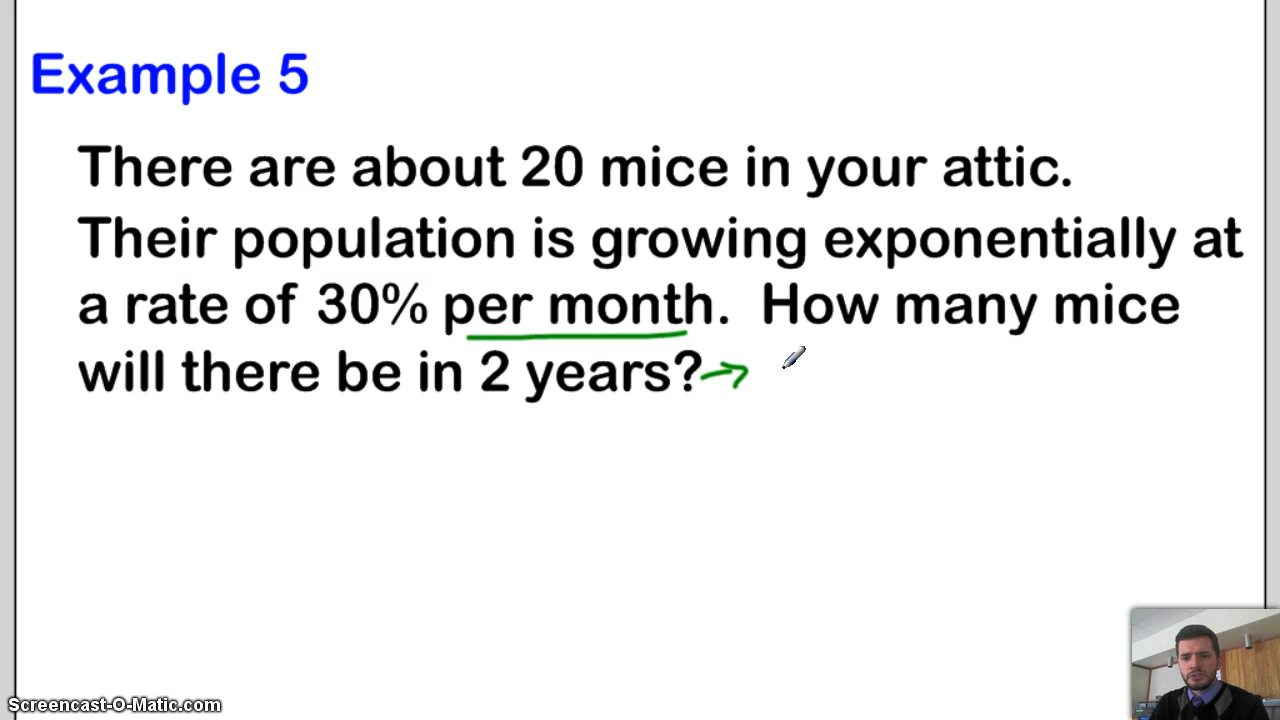 Example 5
There are about 20 mice in your attic.
Their population is growing exponentially at
a rate of 30% per month. How many mice
will there be in 2 years?
Screencast-O-Matic.com